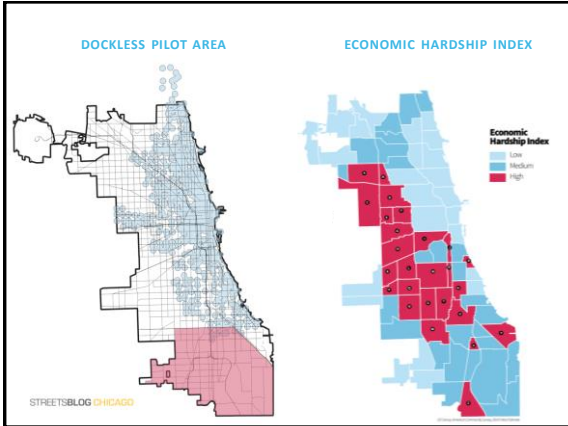 DOCKLESS PILOT AREA
ECONOMIC HARDSHIP INDEX
Economic
Hardship Index
Low
Medium
High
STREETSBLOG CHICAGO